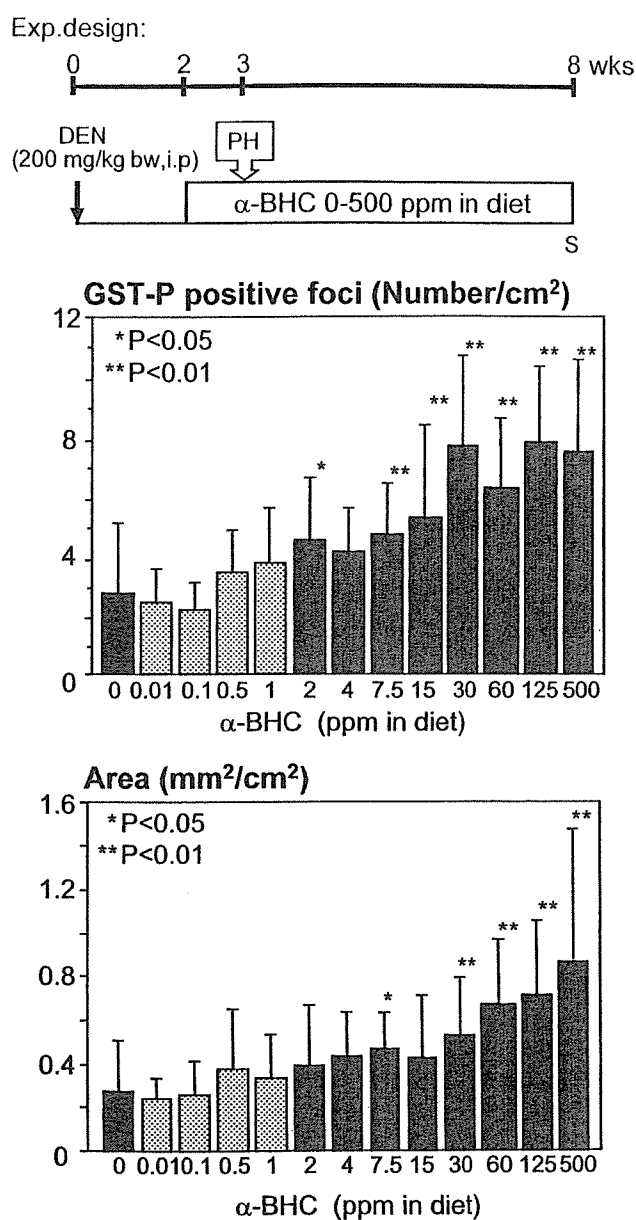 Exp.design:
0 2 3 8 wks
DEN
(200 mg/kg bw,i.p)
PH
α-BHC 0-500 ppm in diet
S
GST-P positive foci (Number/cm²)
12
*P<0.05
**P<0.01
8
4
0
* ** ** ** ** ** **
0 0.01 0.1 0.5 1 2 4 7.5 15 30 60 125 500
α-BHC (ppm in diet)
Area (mm²/cm²)
1.6
*P<0.05
**P<0.01
1.2
0.8
0.4
0
* ** ** ** **
0 0.01 0.1 0.5 1 2 4 7.5 15 30 60 125 500
α-BHC (ppm in diet)